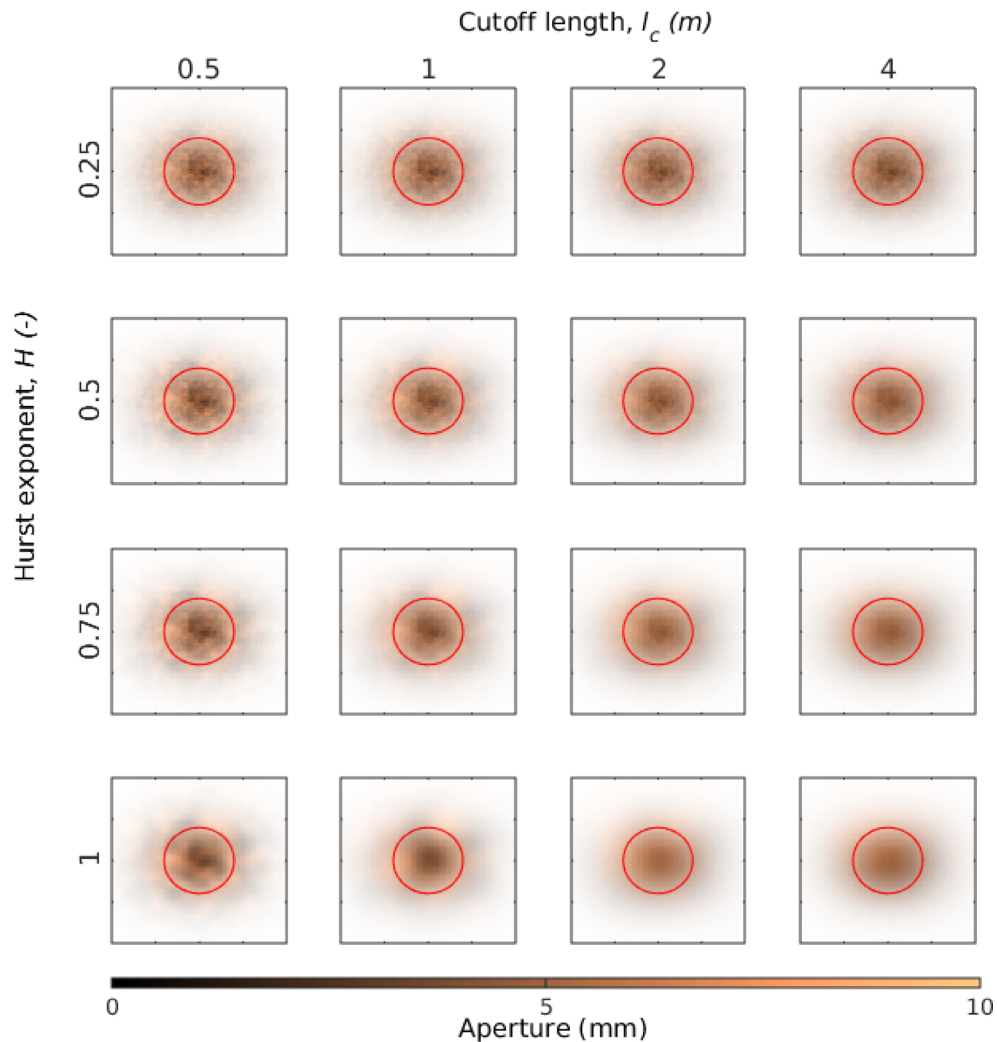 Cutoff length, l_c (m)
0.5 1 2 4
Hurst exponent, H (-)
0.25
0.5
0.75
1
0 5 10
Aperture (mm)